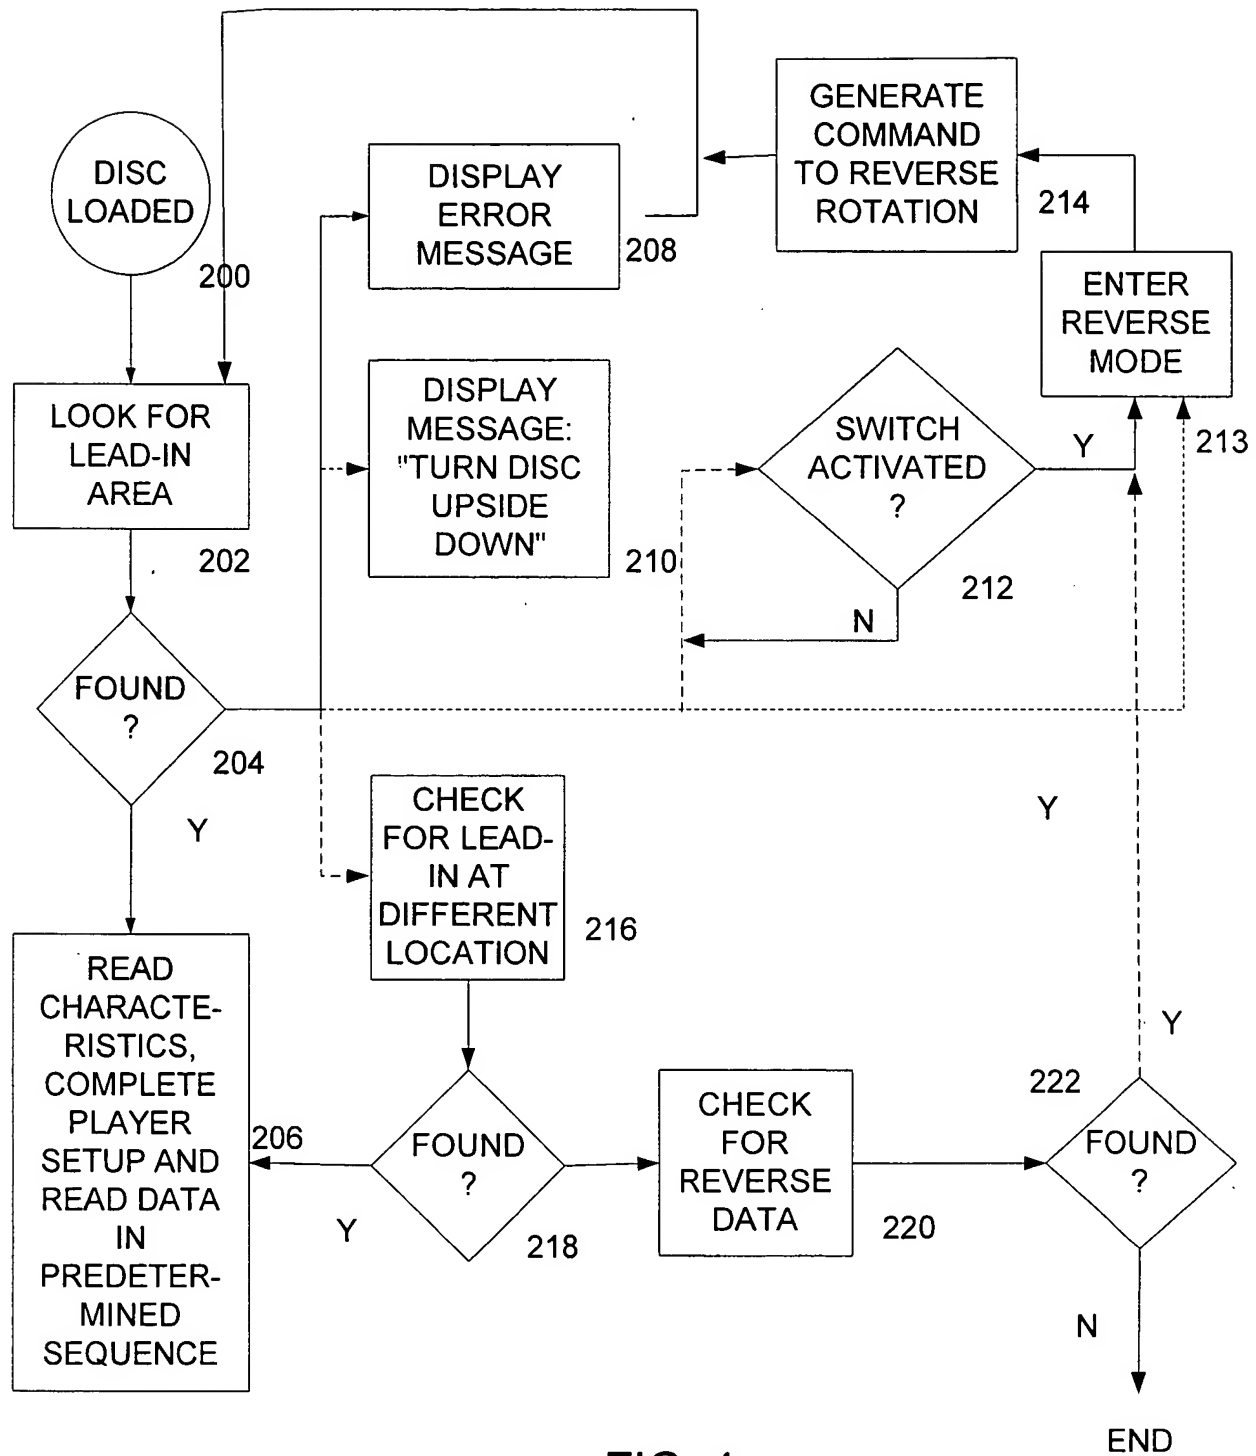 DISC
LOADED
200
LOOK FOR
LEAD-IN
AREA
202
FOUND
?
204
Y
READ
CHARACTE-
RISTICS,
COMPLETE
PLAYER
SETUP AND
READ DATA
IN
PREDETER-
MINED
SEQUENCE
206
DISPLAY
ERROR
MESSAGE
208
DISPLAY
MESSAGE:
"TURN DISC
UPSIDE
DOWN"
210
SWITCH
ACTIVATED
?
212
Y
N
ENTER
REVERSE
MODE
213
GENERATE
COMMAND
TO REVERSE
ROTATION
214
CHECK
FOR LEAD-
IN AT
DIFFERENT
LOCATION
216
FOUND
?
218
Y
CHECK
FOR
REVERSE
DATA
220
FOUND
?
222
Y
Y
N
END